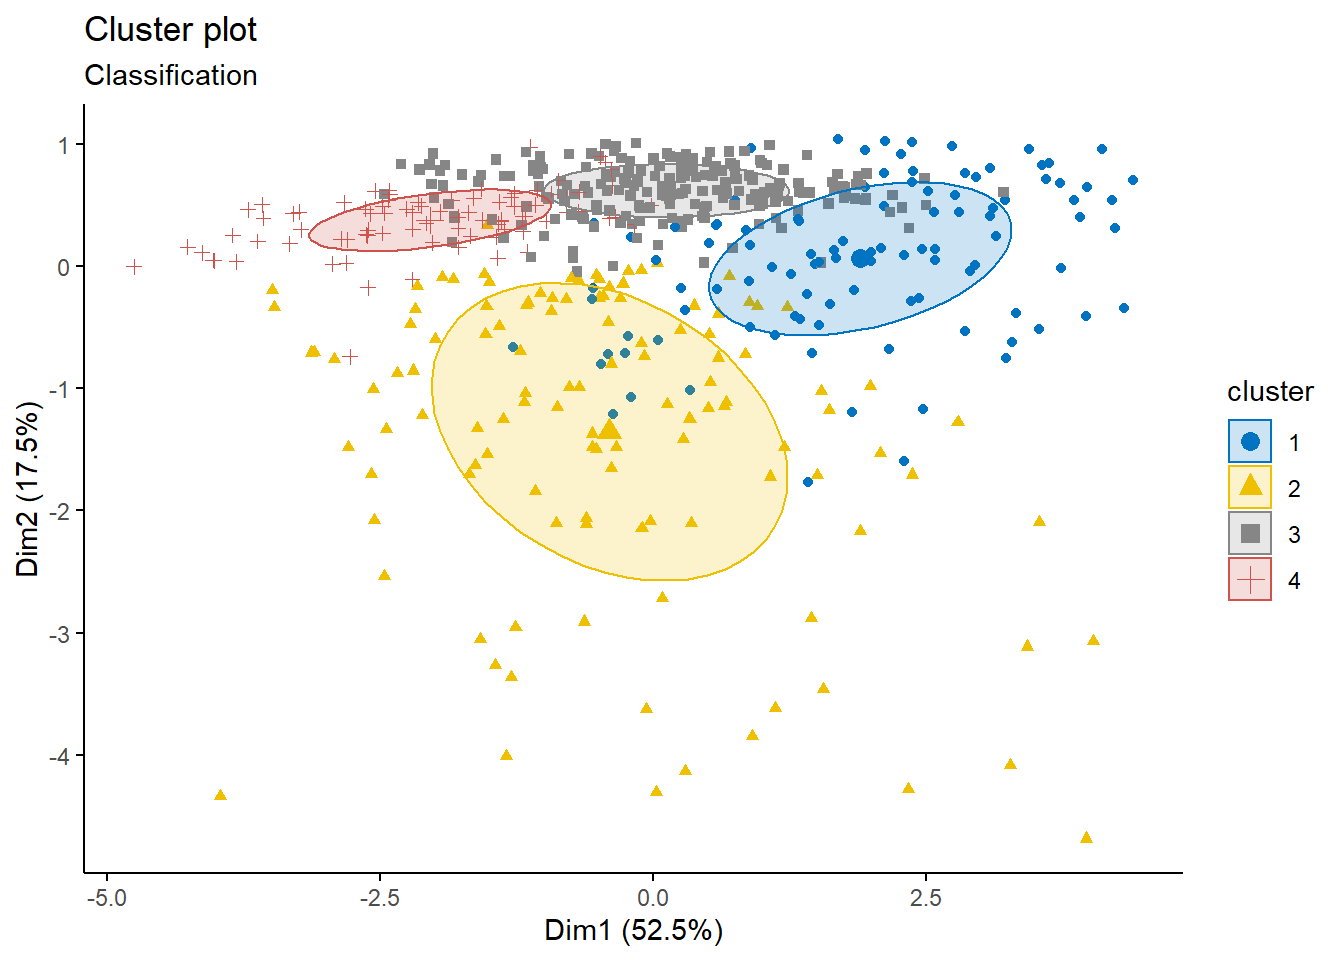 Cluster plot
Classification
1
0
-1
-2
-3
-4
Dim2 (17.5%)
-5.0
-2.5
0.0
2.5
Dim1 (52.5%)
cluster
1
2
3
4